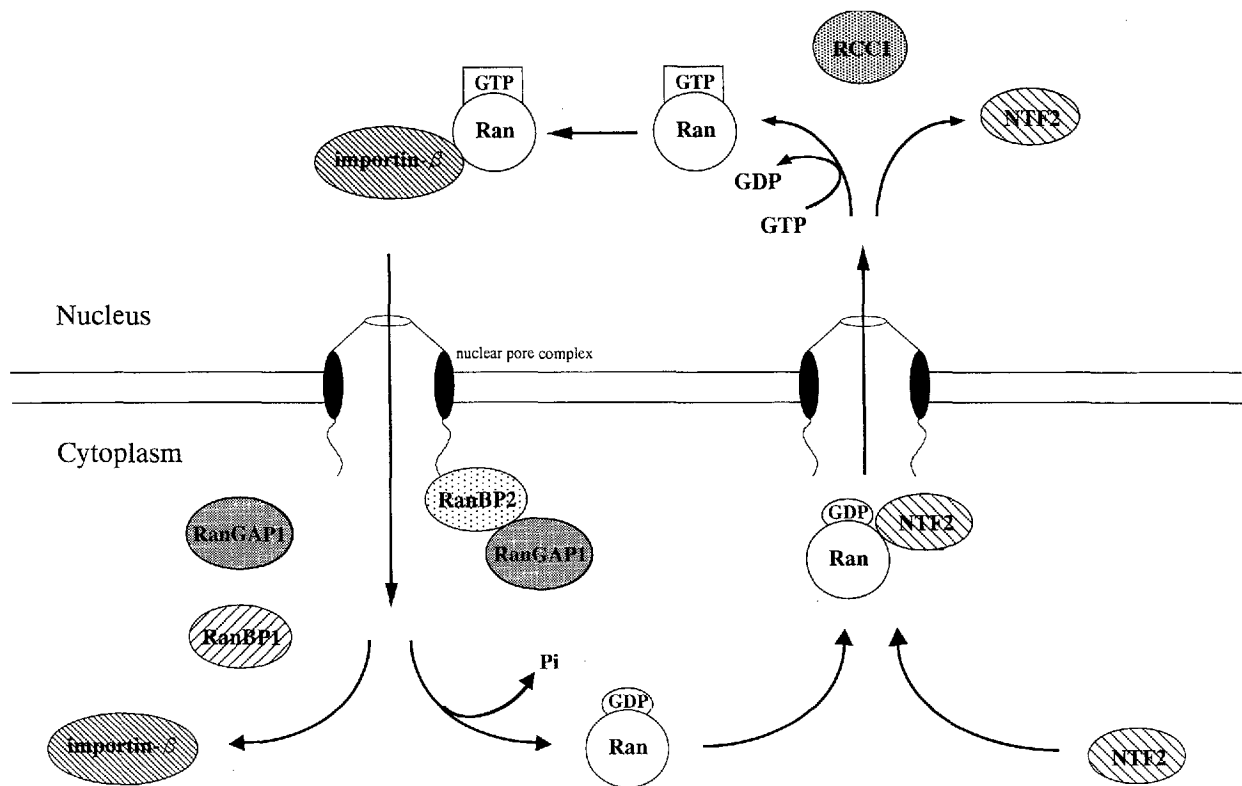 RCC1
GTP
GTP
Ran
Ran
NTF2
importin-β
GDP
GTP
Nucleus
nuclear pore complex
Cytoplasm
RanBP2
RanGAP1
RanGAP1
GDP
NTF2
Ran
RanBP1
Pi
GDP
importin-β
Ran
NTF2